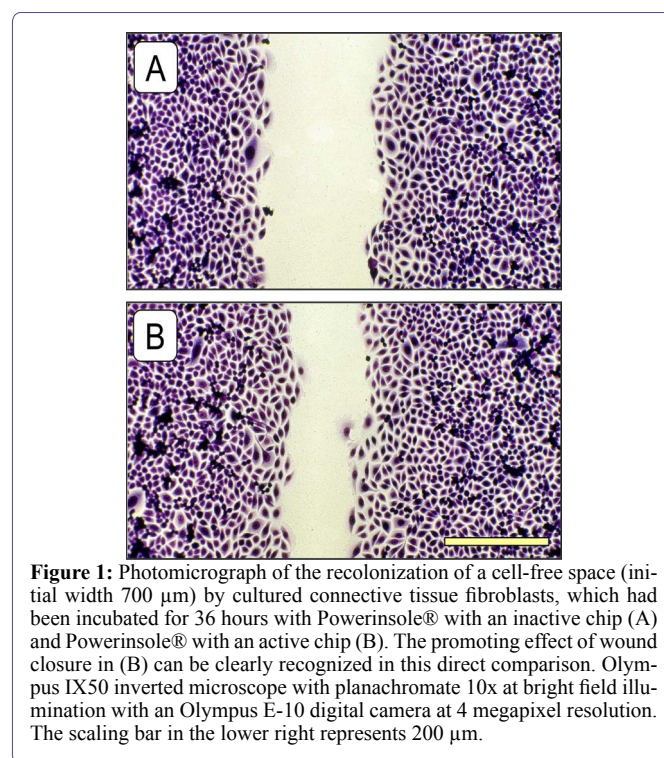 A
B
Figure 1: Photomicrograph of the recolonization of a cell-free space (ini-
tial width 700 µm) by cultured connective tissue fibroblasts, which had
been incubated for 36 hours with Powerinsole® with an inactive chip (A)
and Powerinsole® with an active chip (B). The promoting effect of wound
closure in (B) can be clearly recognized in this direct comparison. Olym-
pus IX50 inverted microscope with planachromate 10x at bright field illu-
mination with an Olympus E-10 digital camera at 4 megapixel resolution.
The scaling bar in the lower right represents 200 µm.